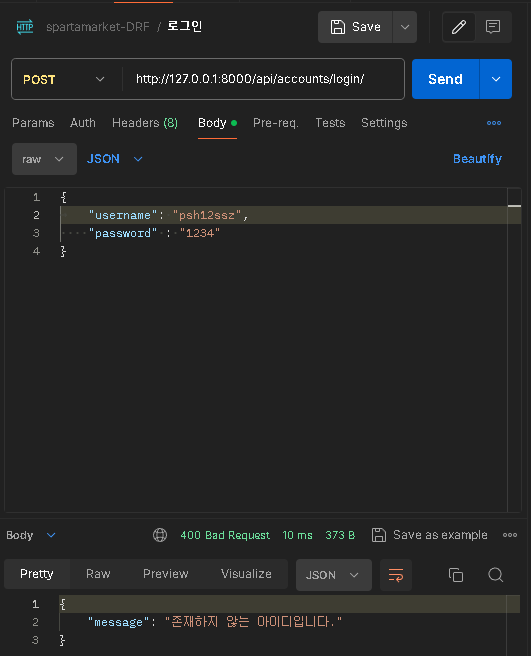 HTTP spartamarket-DRF / 로그인 Save
POST http://127.0.0.1:8000/api/accounts/login/ Send
Params Auth Headers (8) Body Pre-req. Tests Settings
raw JSON Beautify
1 {
2 "username": "psh12ssz",
3 "password" : "1234"
4 }
Body 400 Bad Request 10 ms 373 B Save as example
Pretty Raw Preview Visualize JSON
1 {
2 "message": "존재하지 않는 아이디입니다."
3 }